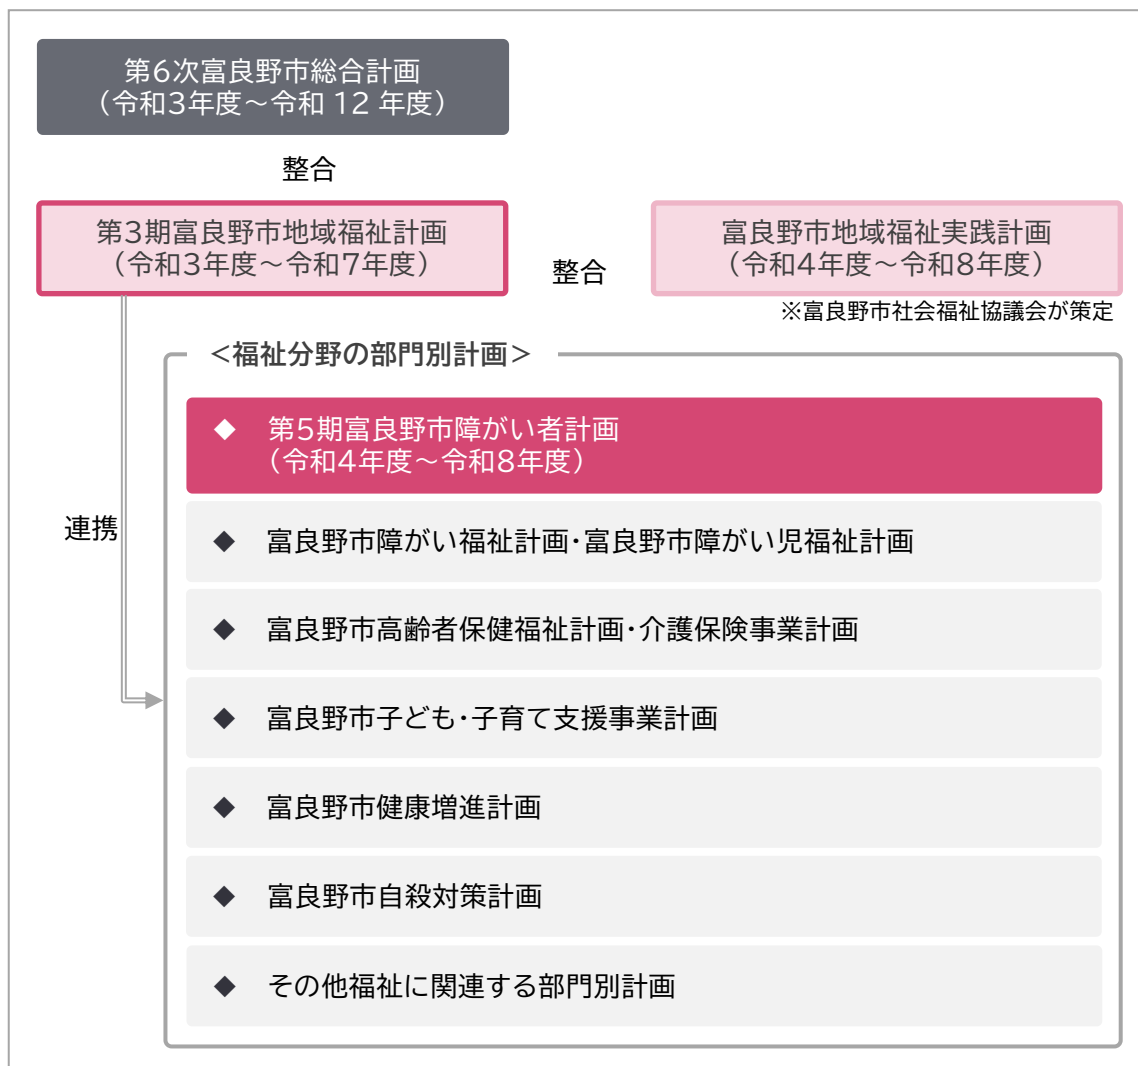 第6次富良野市総合計画
（令和3年度～令和 12 年度）
整合
第3期富良野市地域福祉計画
（令和3年度～令和7年度）
整合
富良野市地域福祉実践計画
（令和4年度～令和8年度）
※富良野市社会福祉協議会が策定
＜福祉分野の部門別計画＞
◆ 第5期富良野市障がい者計画
（令和4年度～令和8年度）
連携
◆ 富良野市障がい福祉計画・富良野市障がい児福祉計画
◆ 富良野市高齢者保健福祉計画・介護保険事業計画
◆ 富良野市子ども・子育て支援事業計画
◆ 富良野市健康増進計画
◆ 富良野市自殺対策計画
◆ その他福祉に関連する部門別計画